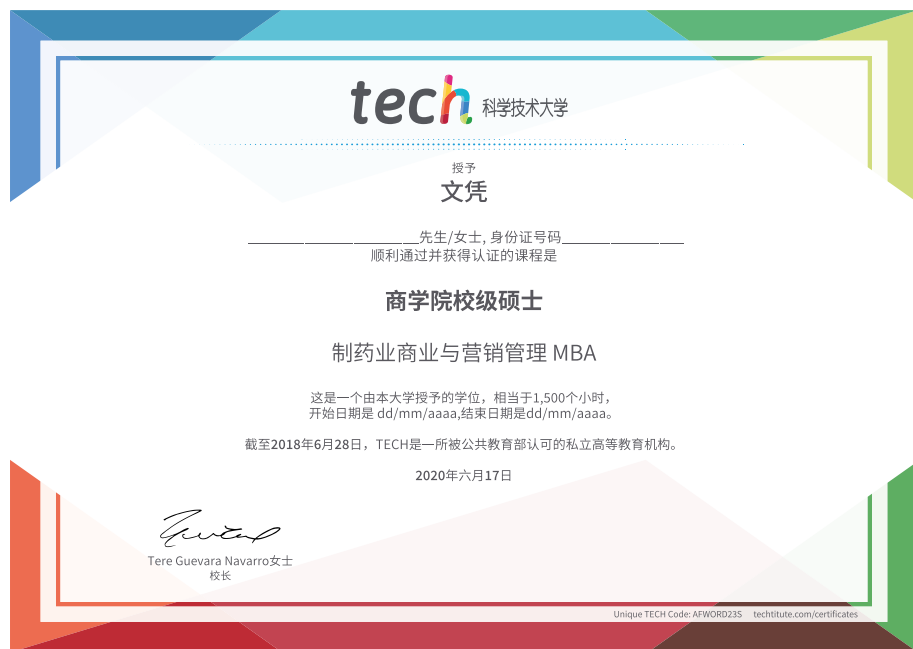 tech 科学技术大学
授予
文凭
________________________先生/女士, 身份证号码_________________
顺利通过并获得认证的课程是
商学院校级硕士
制药业商业与营销管理 MBA
这是一个由本大学授予的学位，相当于1,500个小时，
开始日期是 dd/mm/aaaa,结束日期是dd/mm/aaaa。
截至2018年6月28日，TECH是一所被公共教育部认可的私立高等教育机构。
2020年六月17日
Tere Guevara Navarro女士
校长
Unique TECH Code: AFWORD23S techtitute.com/certificates